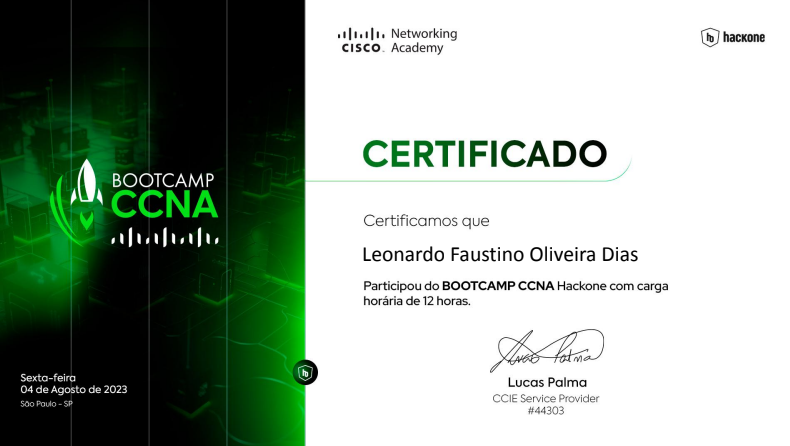 CISCO
Networking
Academy
hackone
BOOTCAMP
CCNA
CERTIFICADO
Certificamos que
Leonardo Faustino Oliveira Dias
Participou do BOOTCAMP CCNA Hackone com carga
horária de 12 horas.
Lucas Palma
Lucas Palma
CCIE Service Provider
#44303
Sexta-feira
04 de Agosto de 2023
São Paulo - SP